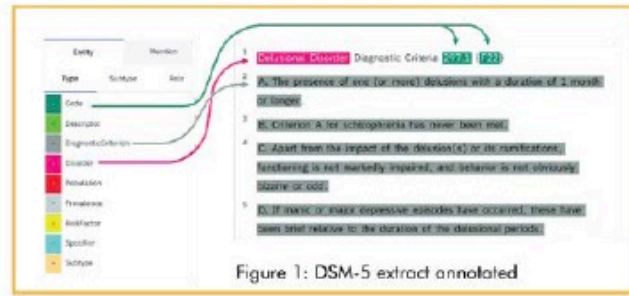 Entity Mention
Type Subtype Role
Code
Descriptor
DiagnosticCriterion
Disorder
Population
Prevalence
RiskFactor
Specifier
Subtype
1 Delusional Disorder Diagnostic Criteria 297.1 (F22)
2 A. The presence of one (or more) delusions with a duration of 1 month
or longer.
3 B. Criterion A for schizophrenia has never been met.
4 C. Apart from the impact of the delusion(s) or its ramifications,
functioning is not markedly impaired, and behavior is not obviously
bizarre or odd.
5 D. If manic or major depressive episodes have occurred, these have
been brief relative to the duration of the delusional periods.
Figure 1: DSM-5 extract annotated